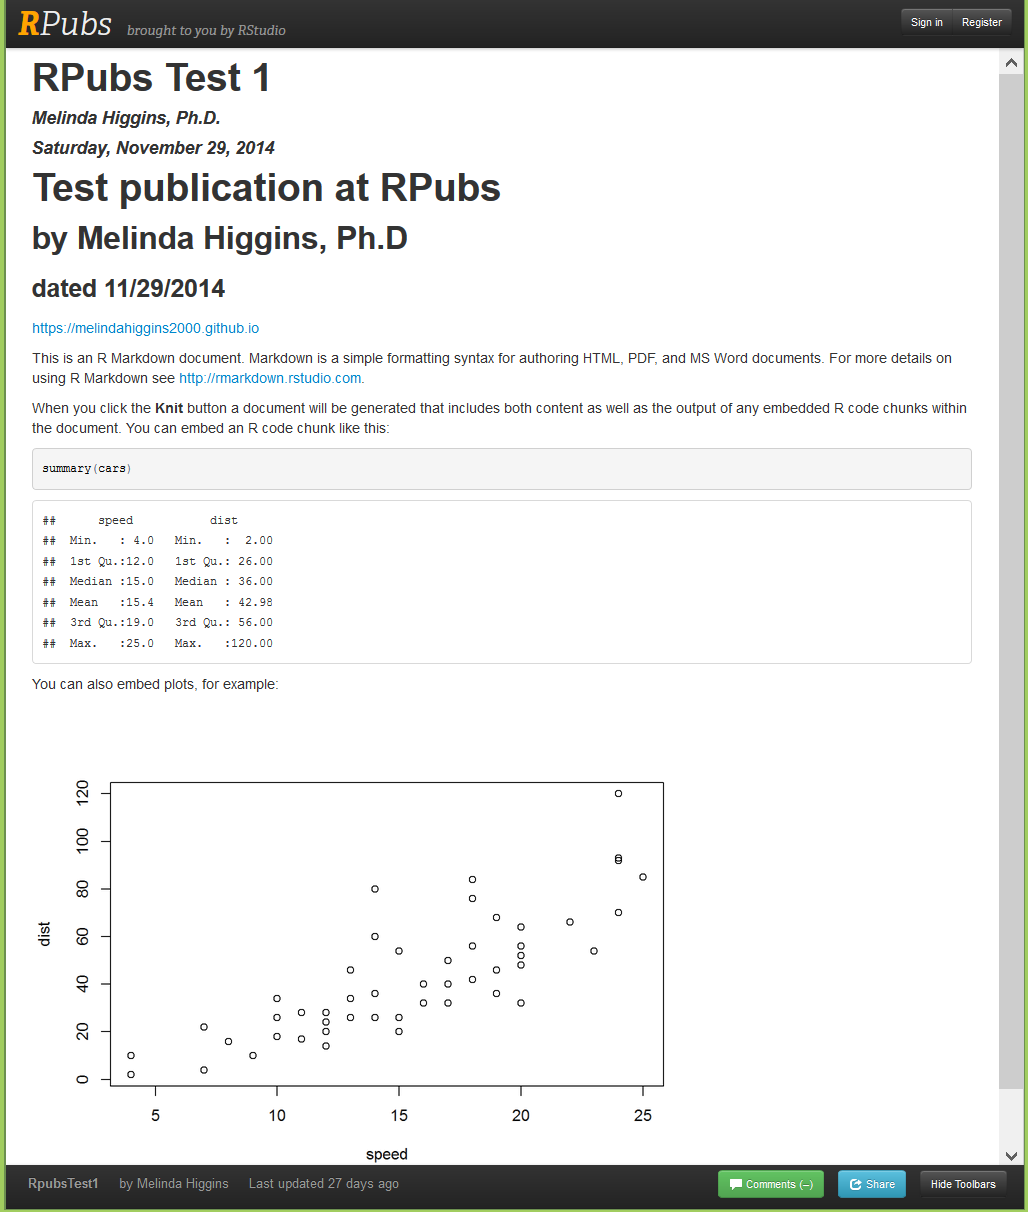 RPubs brought to you by RStudio Sign in Register
RPubs Test 1
Melinda Higgins, Ph.D.
Saturday, November 29, 2014
Test publication at RPubs
by Melinda Higgins, Ph.D
dated 11/29/2014
https://melindahiggins2000.github.io
This is an R Markdown document. Markdown is a simple formatting syntax for authoring HTML, PDF, and MS Word documents. For more details on
using R Markdown see http://rmarkdown.rstudio.com.
When you click the Knit button a document will be generated that includes both content as well as the output of any embedded R code chunks within
the document. You can embed an R code chunk like this:
summary(cars)
##      speed           dist
##  Min.   : 4.0   Min.   :  2.00
##  1st Qu.:12.0   1st Qu.: 26.00
##  Median :15.0   Median : 36.00
##  Mean   :15.4   Mean   : 42.98
##  3rd Qu.:19.0   3rd Qu.: 56.00
##  Max.   :25.0   Max.   :120.00
You can also embed plots, for example:
120
100
80
60
40
20
0
dist
5 10 15 20 25
speed
RpubsTest1 by Melinda Higgins Last updated 27 days ago Comments (–) Share Hide Toolbars